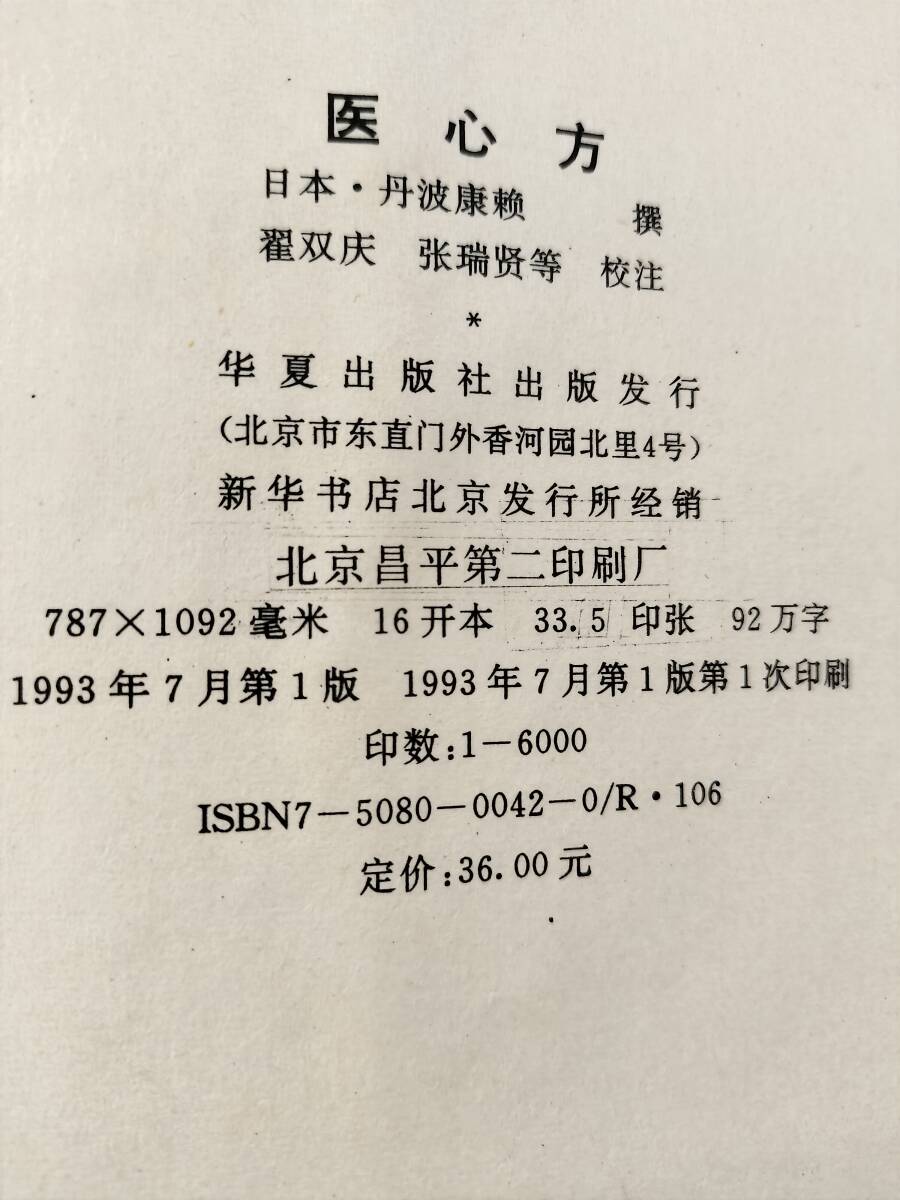 医心方
日本·丹波康赖 撰
翟双庆 张瑞贤等 校注
*
华夏出版社出版发行
(北京市东直门外香河园北里4号)
新华书店北京发行所经销
北京昌平第二印刷厂
787×1092毫米 16开本 33.5 印张 92万字
1993年7月第1版 1993年7月第1版第1次印刷
印数:1-6000
ISBN7-5080-0042-0/R·106
定价:36.00元